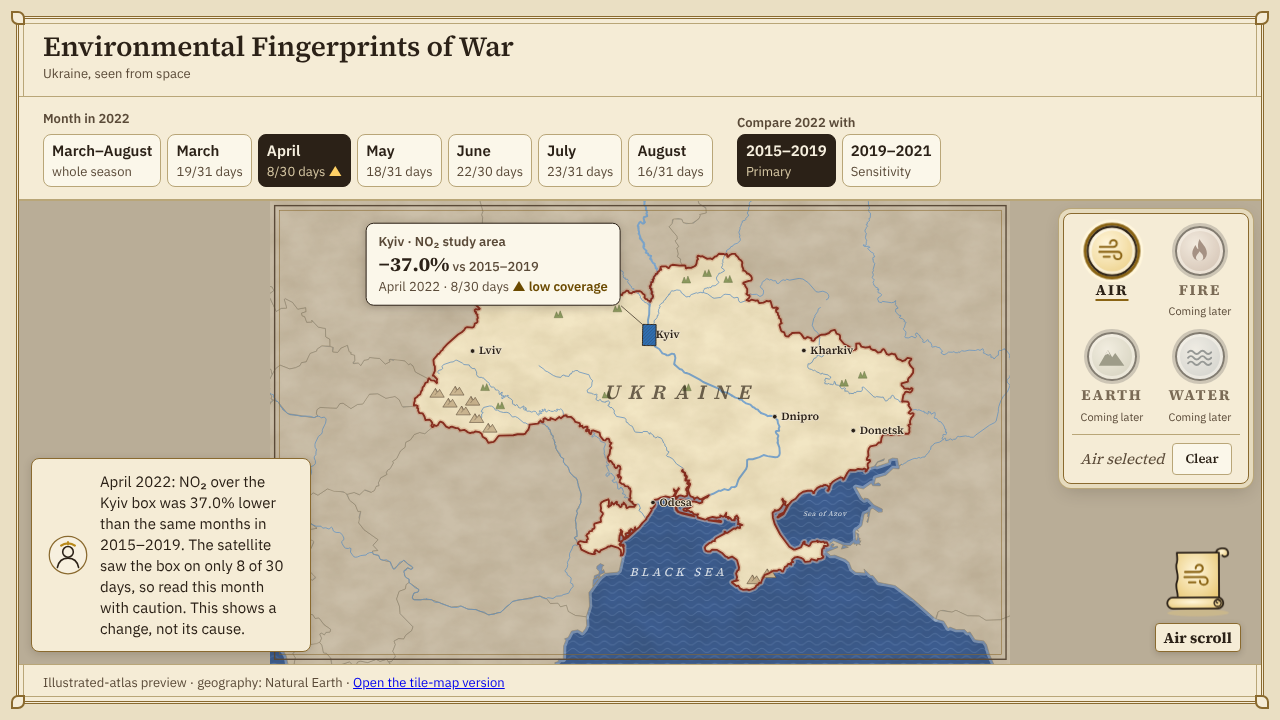 Environmental Fingerprints of War
Ukraine, seen from space
Month in 2022
March–August
whole season
March
19/31 days
April
8/30 days ▲
May
18/31 days
June
22/30 days
July
23/31 days
August
16/31 days
Compare 2022 with
2015–2019
Primary
2019–2021
Sensitivity
Kyiv · NO₂ study area
−37.0% vs 2015–2019
April 2022 · 8/30 days ▲ low coverage
Kyiv
Lviv
Kharkiv
UKRAINE
Dnipro
Donetsk
Odesa
Sea of Azov
BLACK SEA
AIR
FIRE
Coming later
EARTH
Coming later
WATER
Coming later
Air selected
Clear
April 2022: NO₂ over the
Kyiv box was 37.0% lower
than the same months in
2015–2019. The satellite
saw the box on only 8 of 30
days, so read this month
with caution. This shows a
change, not its cause.
Air scroll
Illustrated-atlas preview · geography: Natural Earth · Open the tile-map version